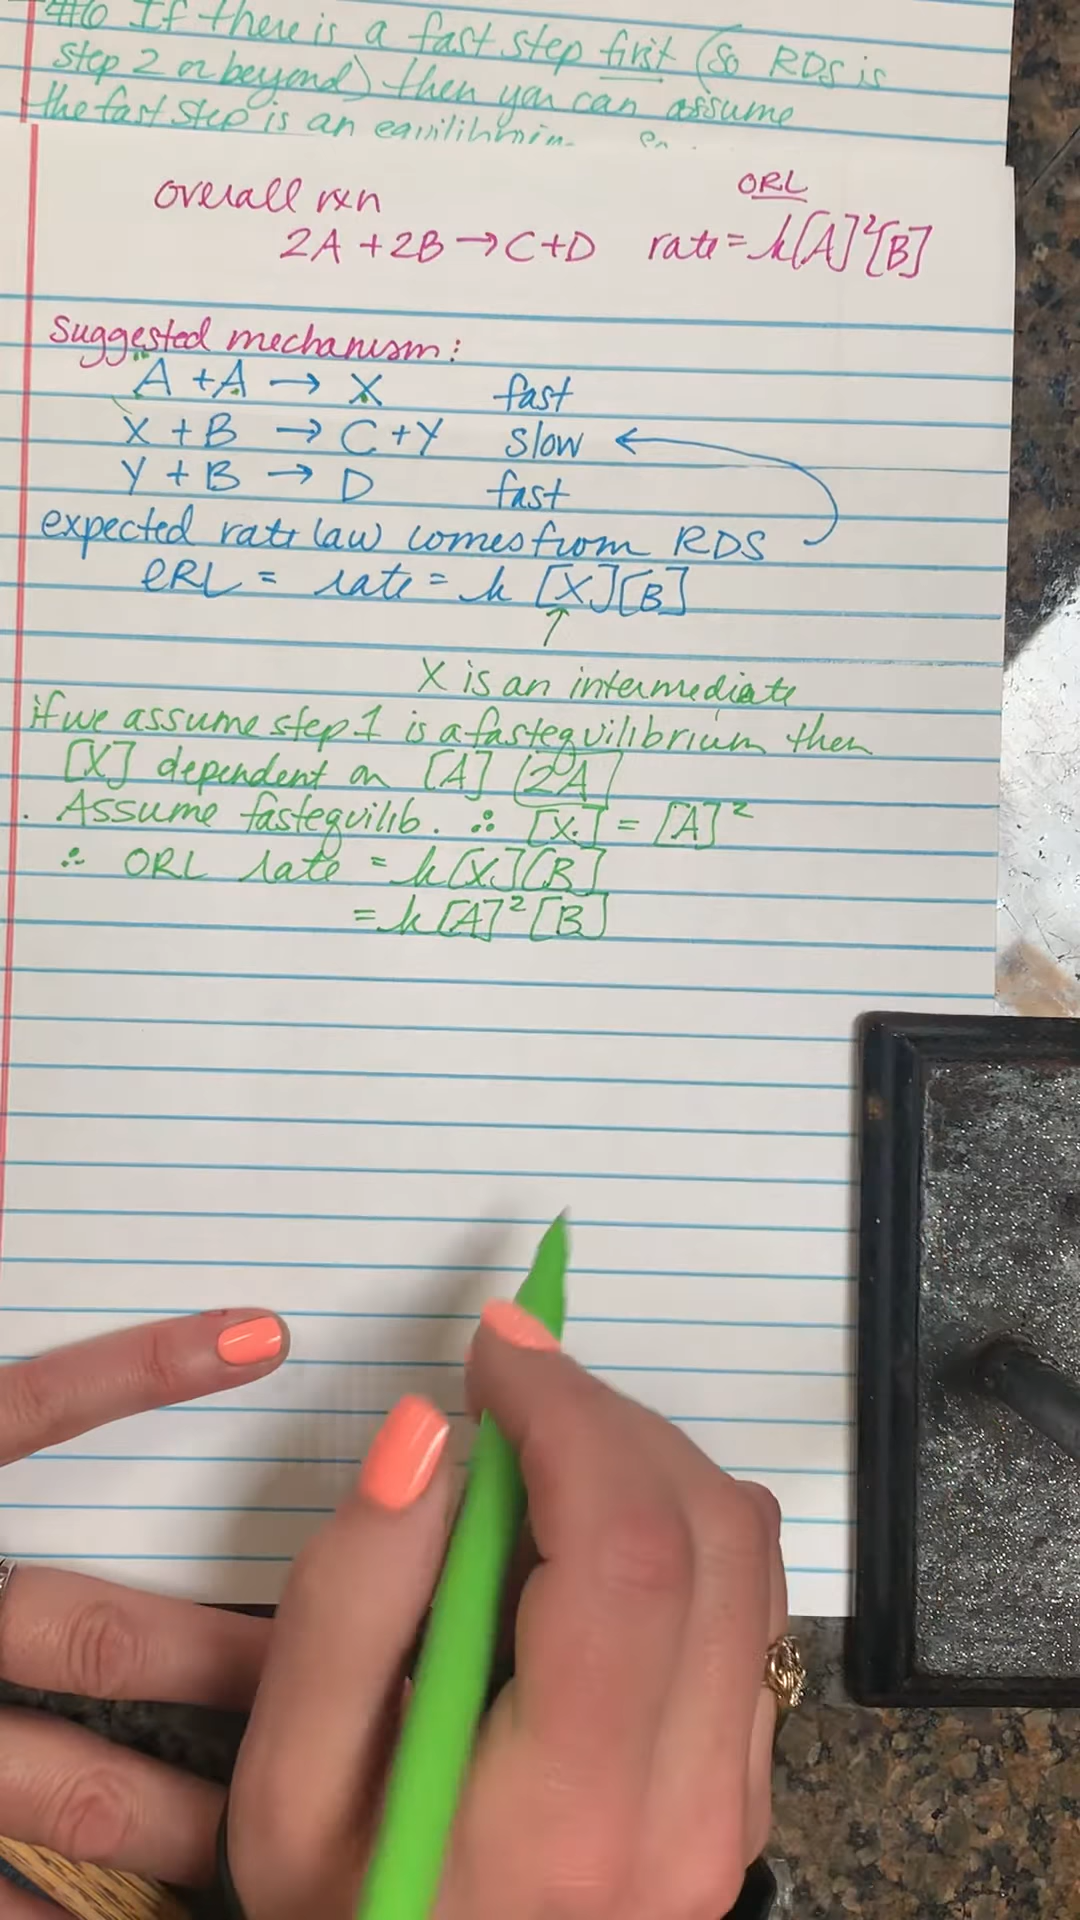 #6 If there is a fast step first (so RDS is
step 2 or beyond) then you can assume
the fast step is an equilibrium
overall rxn
ORL
2A + 2B → C + D rate = k[A]²[B]
suggested mechanism:
A + A → X fast
X + B → C + Y slow
Y + B → D fast
expected rate law comes from RDS
eRL = rate = k [X][B]
↑
X is an intermediate
if we assume step 1 is a fast equilibrium then
[X] dependent on [A] 2A
. Assume fast equilib. ∴ [X] = [A]²
∴ ORL rate = k[X][B]
= k[A]²[B]